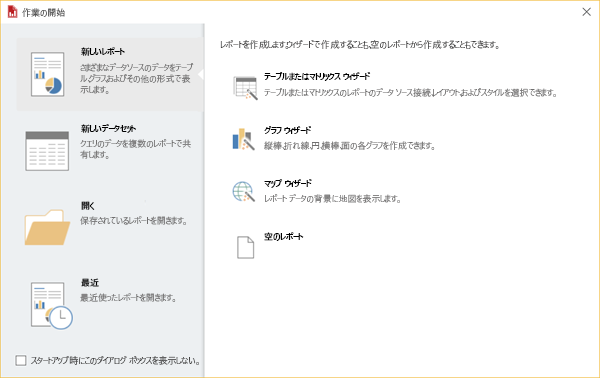 作業の開始
新しいレポート
さまざまなデータソースのデータをテーブル,グラスおよびその他の形式で表示します。
新しいデータセット
クエリのデータを複数のレポートで共有します。
開く
保存されているレポートを開きます。
最近
最近使ったレポートを開きます。
スタートアップ時にこのダイアログ ボックスを表示しない。
レポートを作成します,ウィザードで作成することも,空のレポートから作成することもできます。
テーブルまたはマトリックス ウィザード
テーブルまたはマトリックスのレポートのデータ ソース接続,レイアウトおよびスタイルを選択できます。
グラフ ウィザード
縦棒,折れ線,円,横棒,面の各グラフを作成できます。
マップ ウィザード
レポート データの背景に地図を表示します。
空のレポート